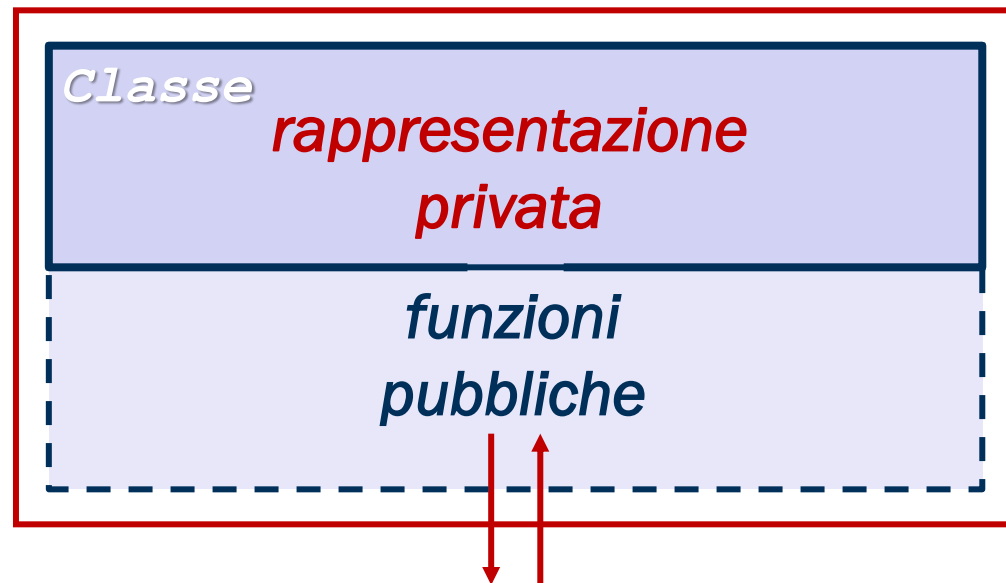 Classe
rappresentazione
privata
funzioni
pubbliche